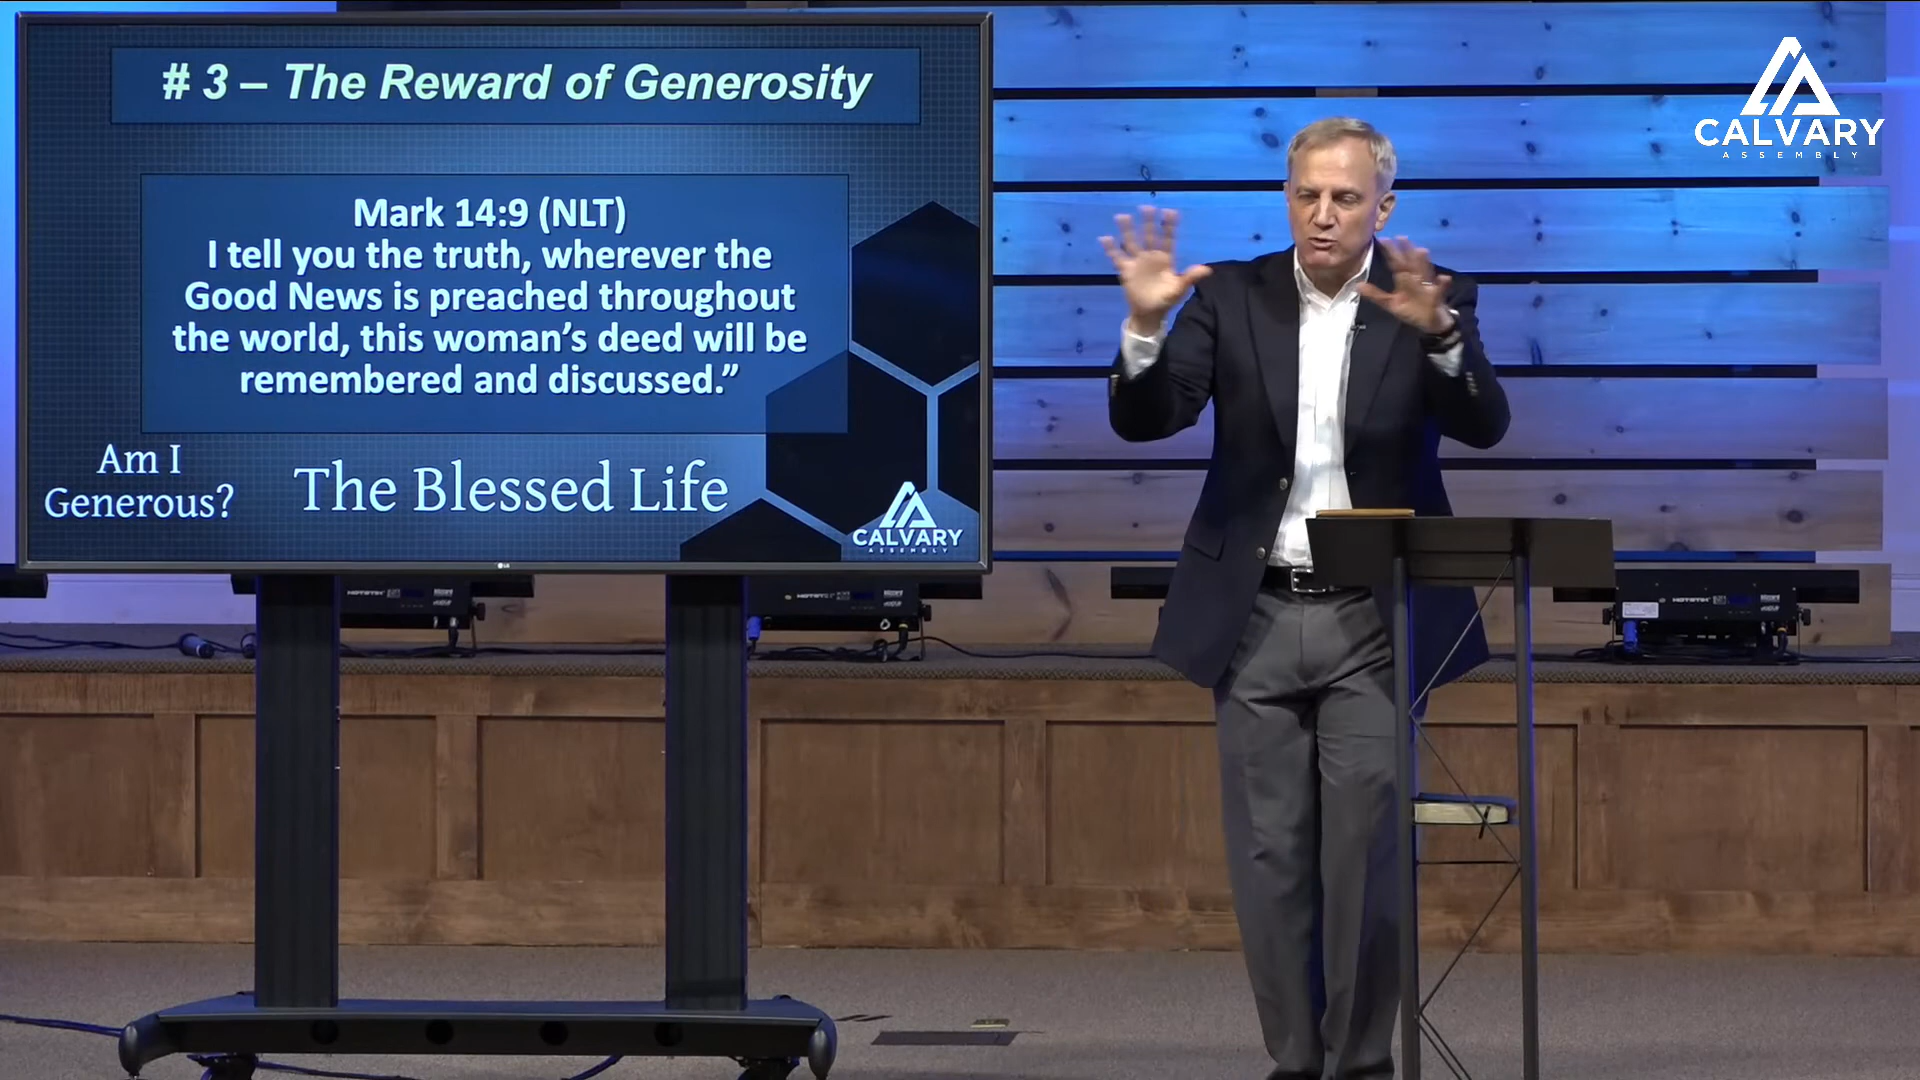 # 3 – The Reward of Generosity
Mark 14:9 (NLT)
I tell you the truth, wherever the
Good News is preached throughout
the world, this woman's deed will be
remembered and discussed.”
Am I
Generous?
The Blessed Life
CALVARY
ASSEMBLY
LG
CALVARY
ASSEMBLY